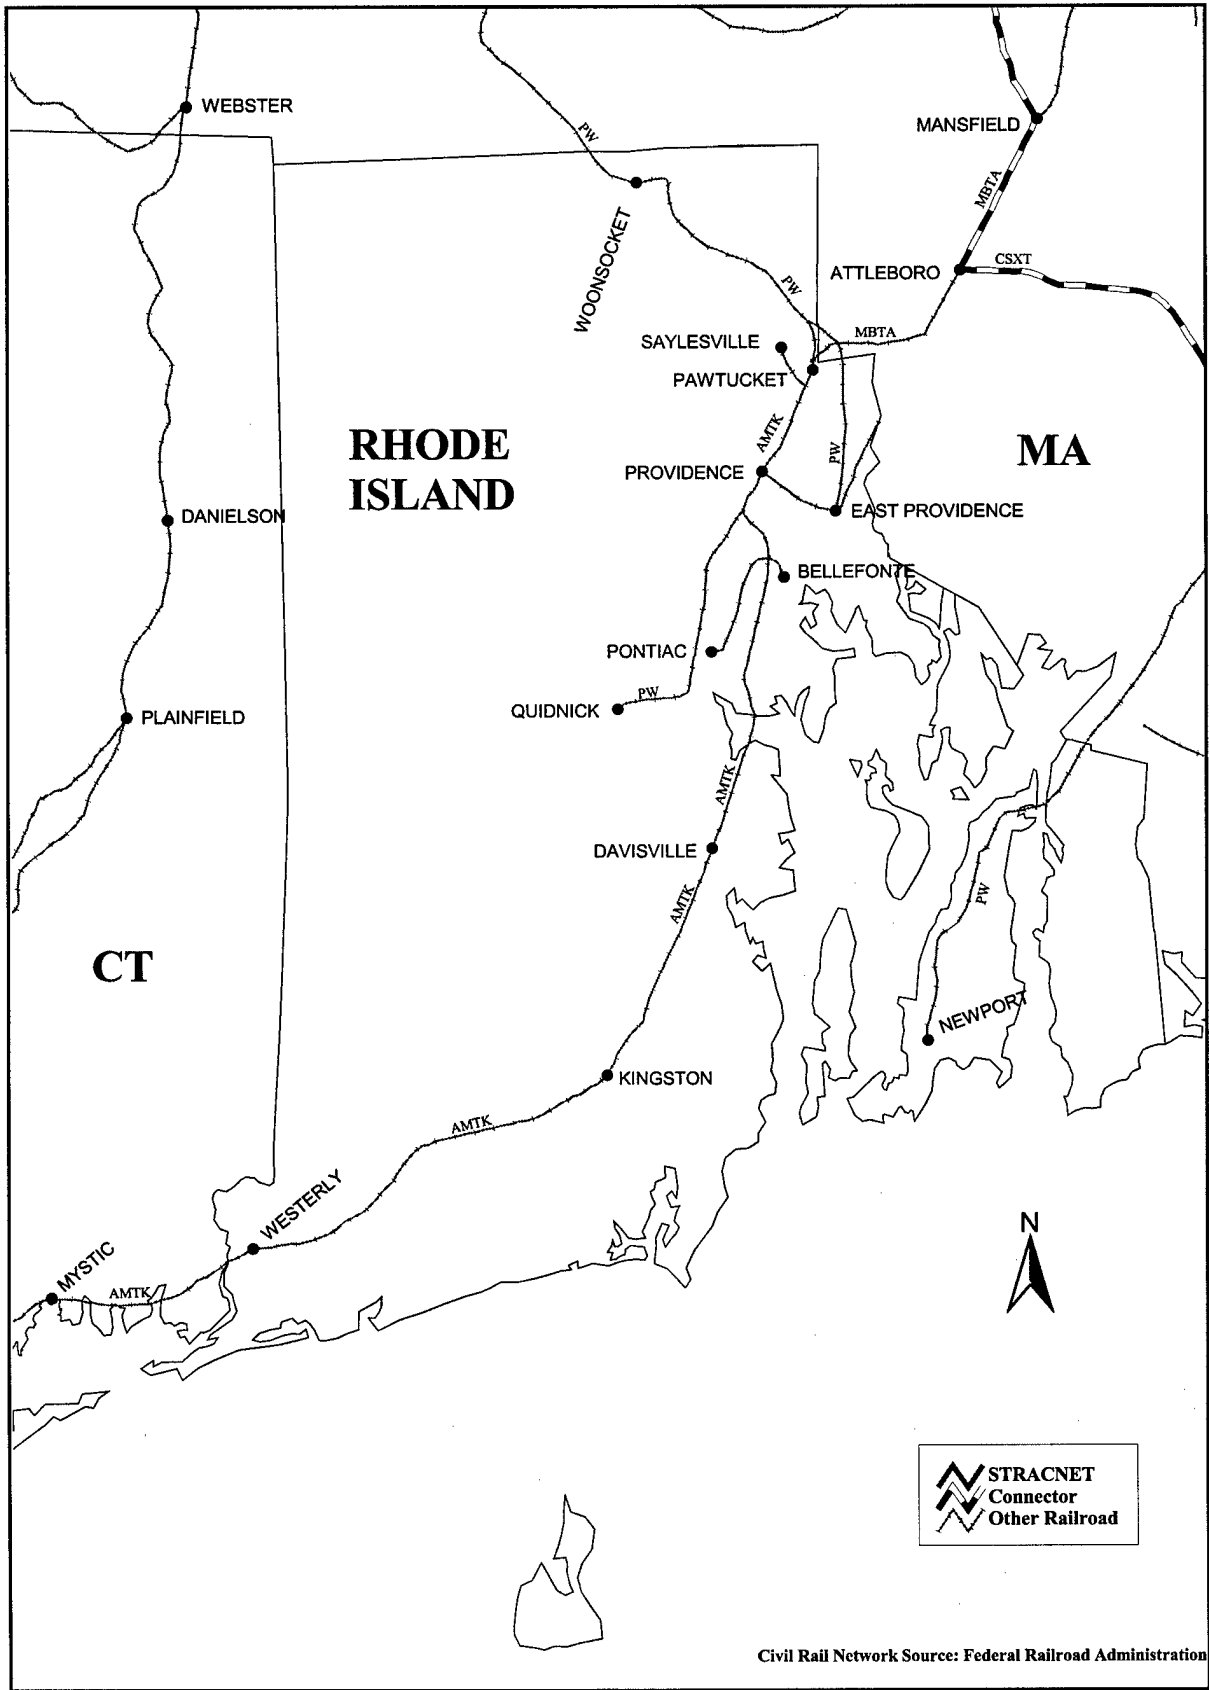 WEBSTER
MANSFIELD
PW
WOONSOCKET
MBTA
ATTLEBORO
CSXT
PW
MBTA
SAYLESVILLE
PAWTUCKET
AMTK
PW
RHODE
ISLAND
MA
PROVIDENCE
EAST PROVIDENCE
DANIELSON
BELLEFONTE
PONTIAC
PW
QUIDNICK
PLAINFIELD
AMTK
DAVISVILLE
AMTK
PW
CT
NEWPORT
KINGSTON
AMTK
WESTERLY
MYSTIC
AMTK
N
STRACNET
Connector
Other Railroad
Civil Rail Network Source: Federal Railroad Administration